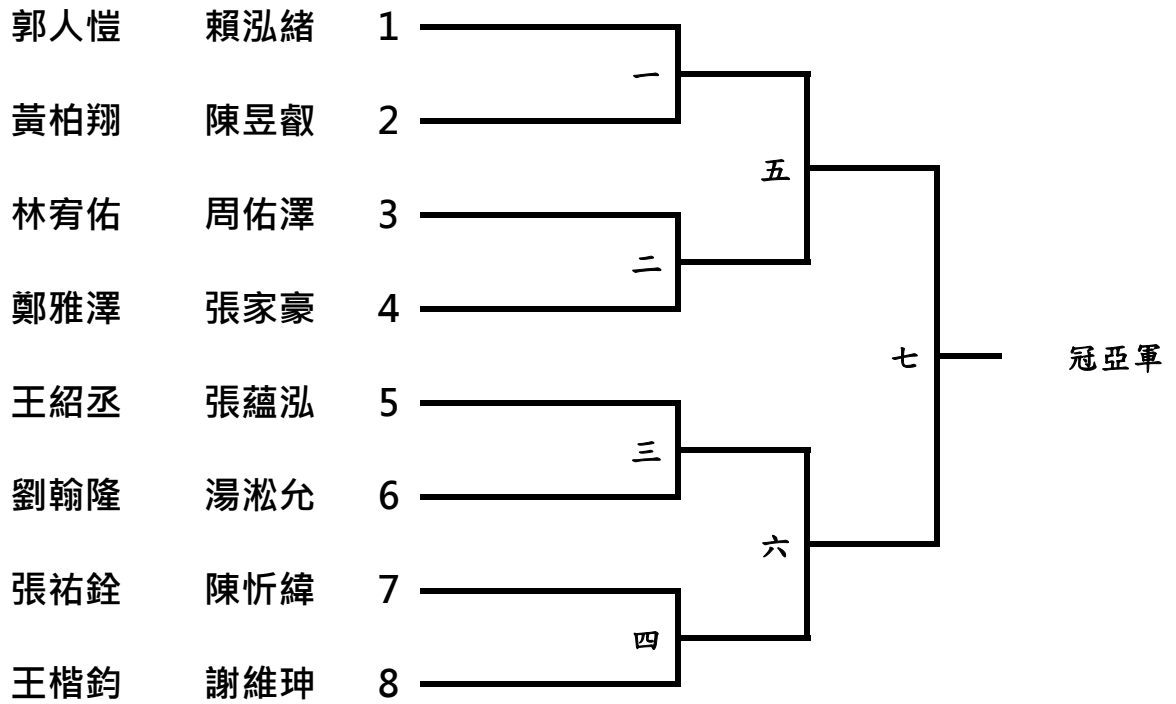 郭人愷 賴泓緒 1
一
黃柏翔 陳昱叡 2
五
林宥佑 周佑澤 3
二
鄭雅澤 張家豪 4
七 冠亞軍
王紹丞 張蘊泓 5
三
劉翰隆 湯淞允 6
六
張祐銓 陳忻緯 7
四
王楷鈞 謝維珅 8